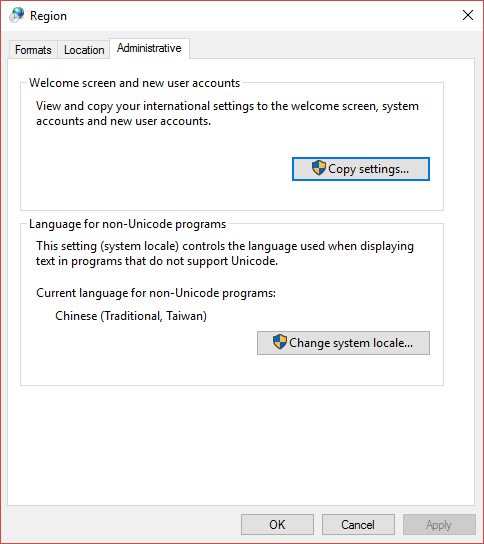 Region
Formats Location Administrative
Welcome screen and new user accounts
View and copy your international settings to the welcome screen, system
accounts and new user accounts.
Copy settings...
Language for non-Unicode programs
This setting (system locale) controls the language used when displaying
text in programs that do not support Unicode.
Current language for non-Unicode programs:
Chinese (Traditional, Taiwan)
Change system locale...
OK Cancel Apply